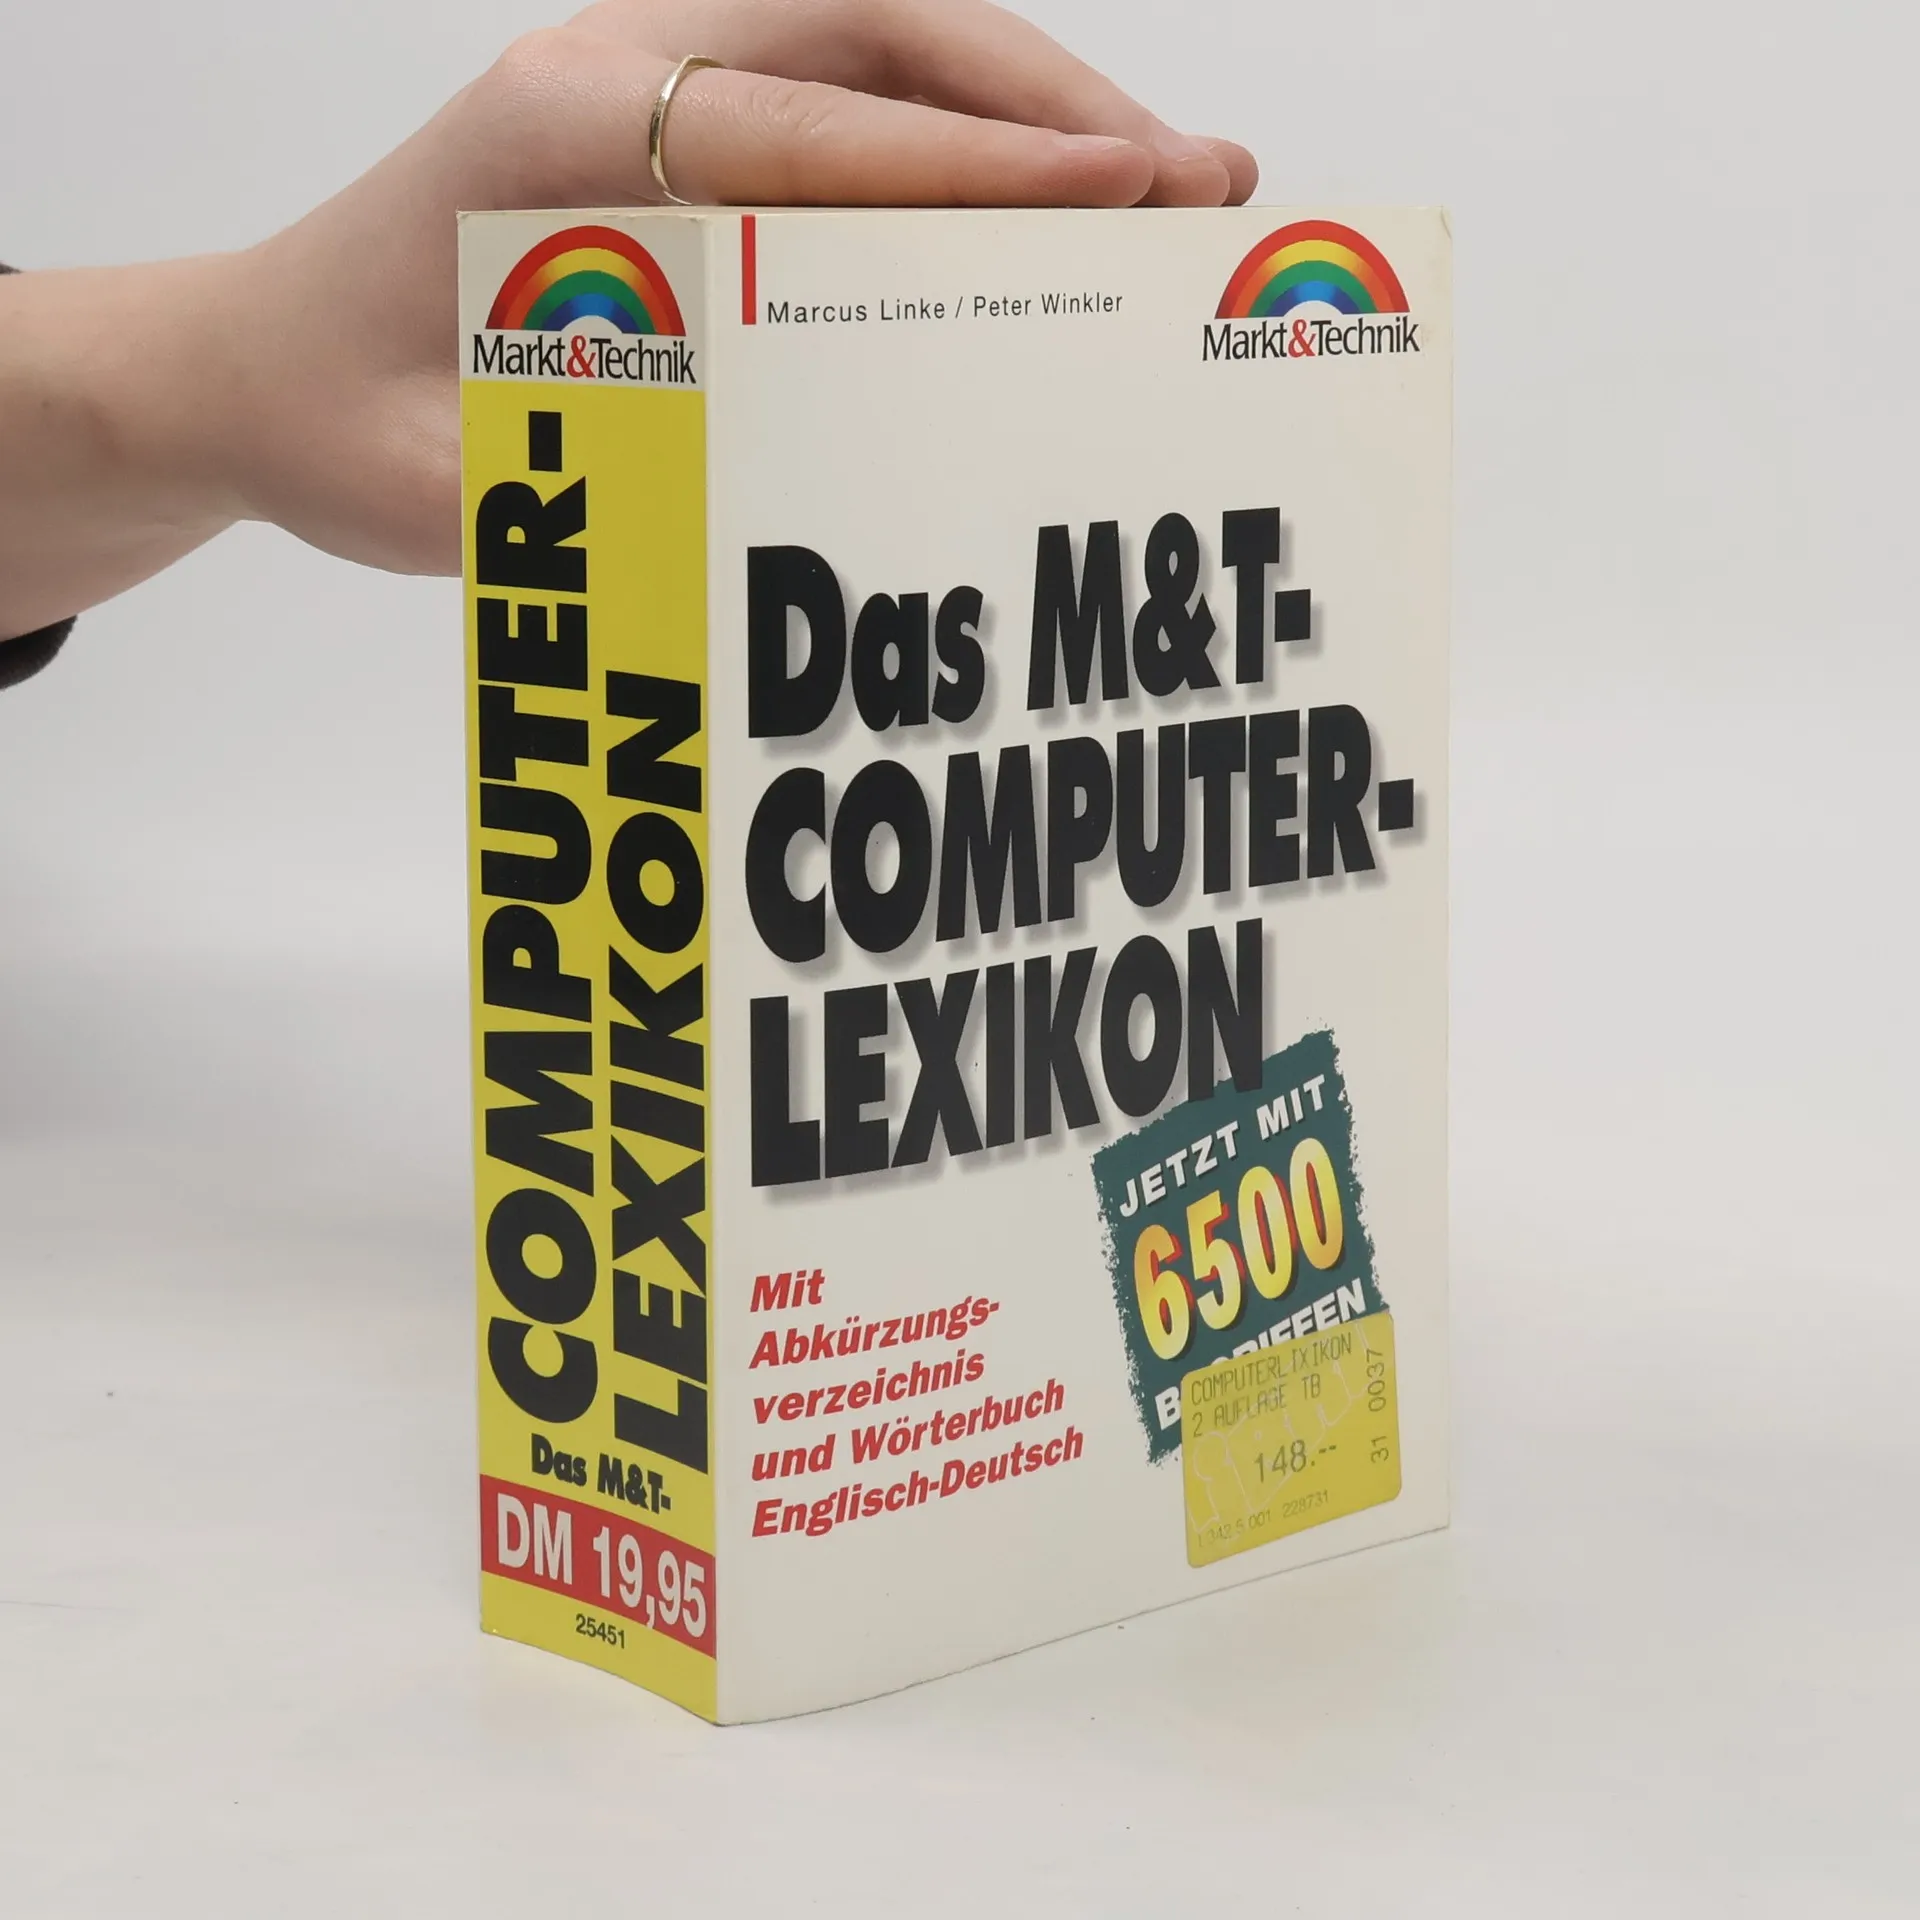 Markt&Technik
COMPUTER-
LEXIKON
Das M&T-
DM 19,95
25451
Marcus Linke / Peter Winkler
Markt&Technik
Das M&T-
COMPUTER-
LEXIKON
JETZT MIT
6500
Mit
Abkürzungs-
verzeichnis
und Wörterbuch
Englisch-Deutsch
COMPUTERLIXIKON
2 AUFLAGE TB
148.--
31 0037